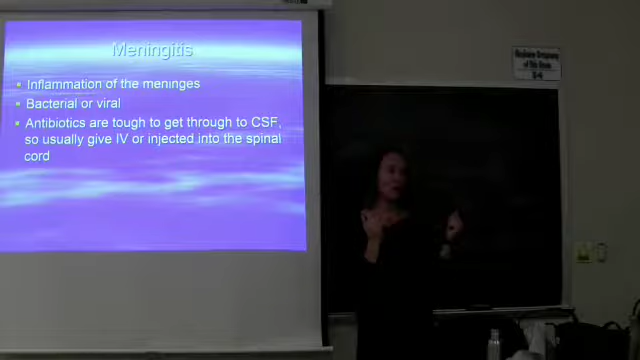 Meningitis
Inflammation of the meninges
Bacterial or viral
Antibiotics are tough to get through to CSF,
so usually give IV or injected into the spinal
cord